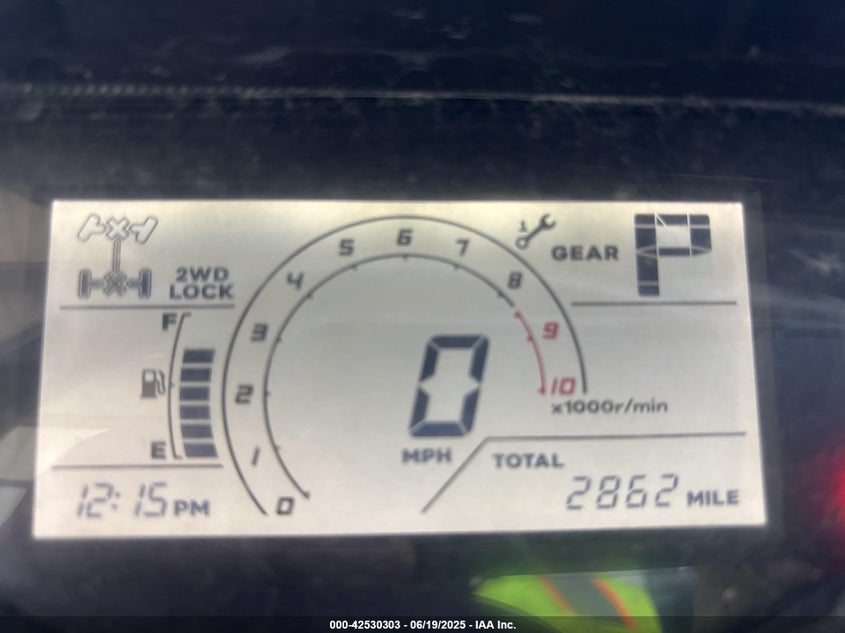 1
GEAR P
2WD
LOCK
F
E
0 1 2 3 4 5 6 7 8 9 10
x1000r/min
0
MPH
TOTAL
2862 MILE
12:15 PM
000-42530303 - 06/19/2025 - IAA Inc.